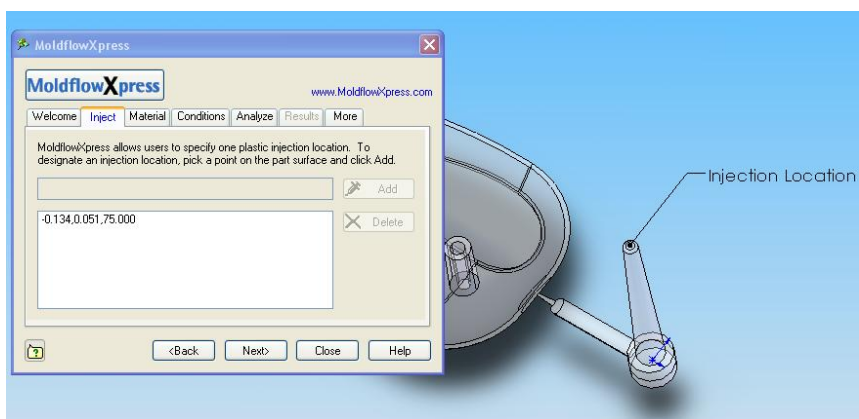 MoldflowXpress
MoldflowXpress
www.MoldflowXpress.com
Welcome Inject Material Conditions Analyze Results More
MoldflowXpress allows users to specify one plastic injection location. To
designate an injection location, pick a point on the part surface and click Add.
Add
-0.134,0.051,75.000
Delete
<Back Next> Close Help
Injection Location